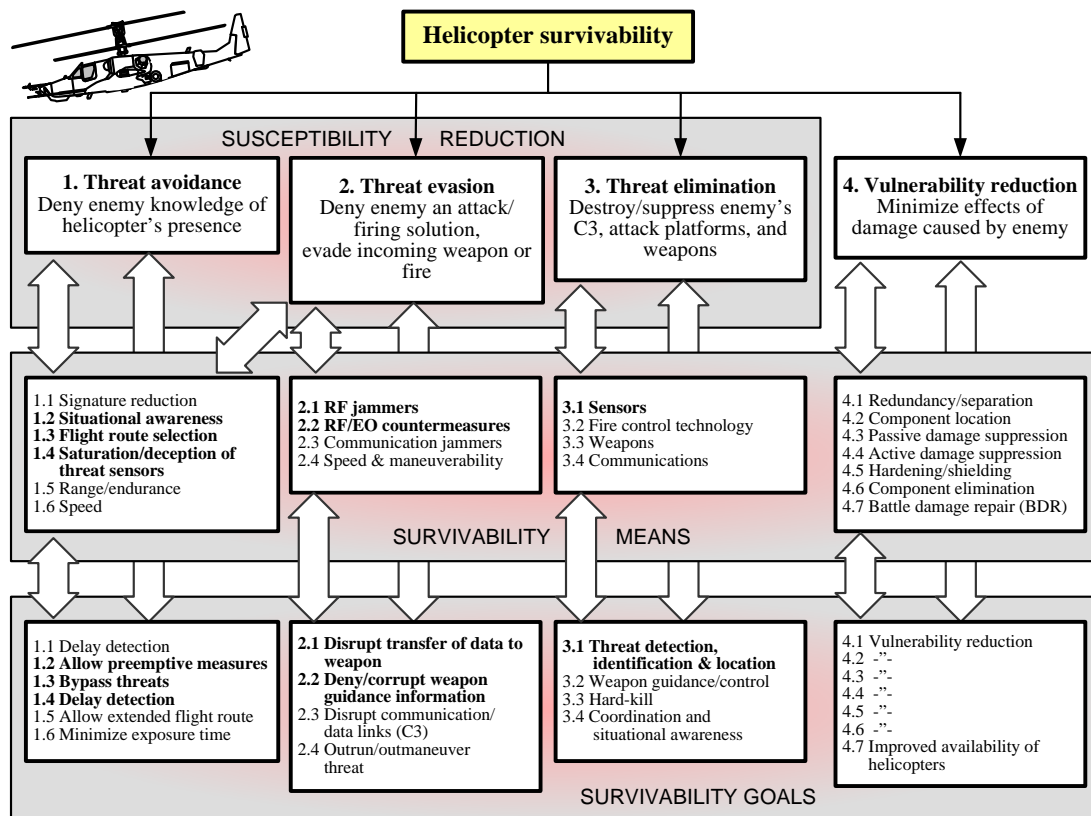 Helicopter survivability
SUSCEPTIBILITY REDUCTION
1. Threat avoidance
Deny enemy knowledge of
helicopter's presence
2. Threat evasion
Deny enemy an attack/
firing solution,
evade incoming weapon or
fire
3. Threat elimination
Destroy/suppress enemy's
C3, attack platforms, and
weapons
4. Vulnerability reduction
Minimize effects of
damage caused by enemy
1.1 Signature reduction
1.2 Situational awareness
1.3 Flight route selection
1.4 Saturation/deception of
threat sensors
1.5 Range/endurance
1.6 Speed
2.1 RF jammers
2.2 RF/EO countermeasures
2.3 Communication jammers
2.4 Speed & maneuverability
3.1 Sensors
3.2 Fire control technology
3.3 Weapons
3.4 Communications
4.1 Redundancy/separation
4.2 Component location
4.3 Passive damage suppression
4.4 Active damage suppression
4.5 Hardening/shielding
4.6 Component elimination
4.7 Battle damage repair (BDR)
SURVIVABILITY MEANS
1.1 Delay detection
1.2 Allow preemptive measures
1.3 Bypass threats
1.4 Delay detection
1.5 Allow extended flight route
1.6 Minimize exposure time
2.1 Disrupt transfer of data to
weapon
2.2 Deny/corrupt weapon
guidance information
2.3 Disrupt communication/
data links (C3)
2.4 Outrun/outmaneuver
threat
3.1 Threat detection,
identification & location
3.2 Weapon guidance/control
3.3 Hard-kill
3.4 Coordination and
situational awareness
4.1 Vulnerability reduction
4.2 -”-
4.3 -”-
4.4 -”-
4.5 -”-
4.6 -”-
4.7 Improved availability of
helicopters
SURVIVABILITY GOALS